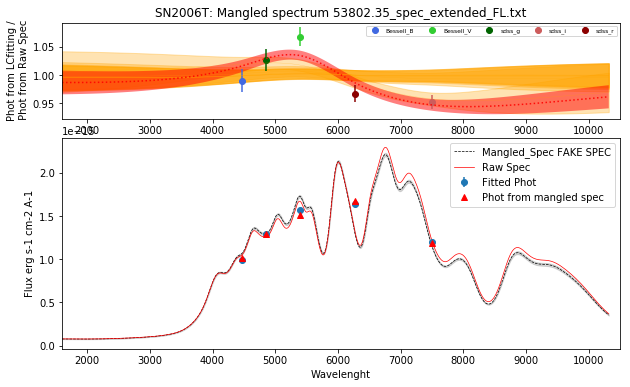 SN2006T: Mangled spectrum 53802.35_spec_extended_FL.txt
Phot from LCfitting /
Phot from Raw Spec
1.05
1.00
0.95
Bessell_B
Bessell_V
sdss_g
sdss_i
sdss_r
2000 3000 4000 5000 6000 7000 8000 9000 10000
1e−15
Flux erg s-1 cm-2 A-1
2.0
1.5
1.0
0.5
0.0
Mangled_Spec FAKE SPEC
Raw Spec
Fitted Phot
Phot from mangled spec
2000 3000 4000 5000 6000 7000 8000 9000 10000
Wavelenght